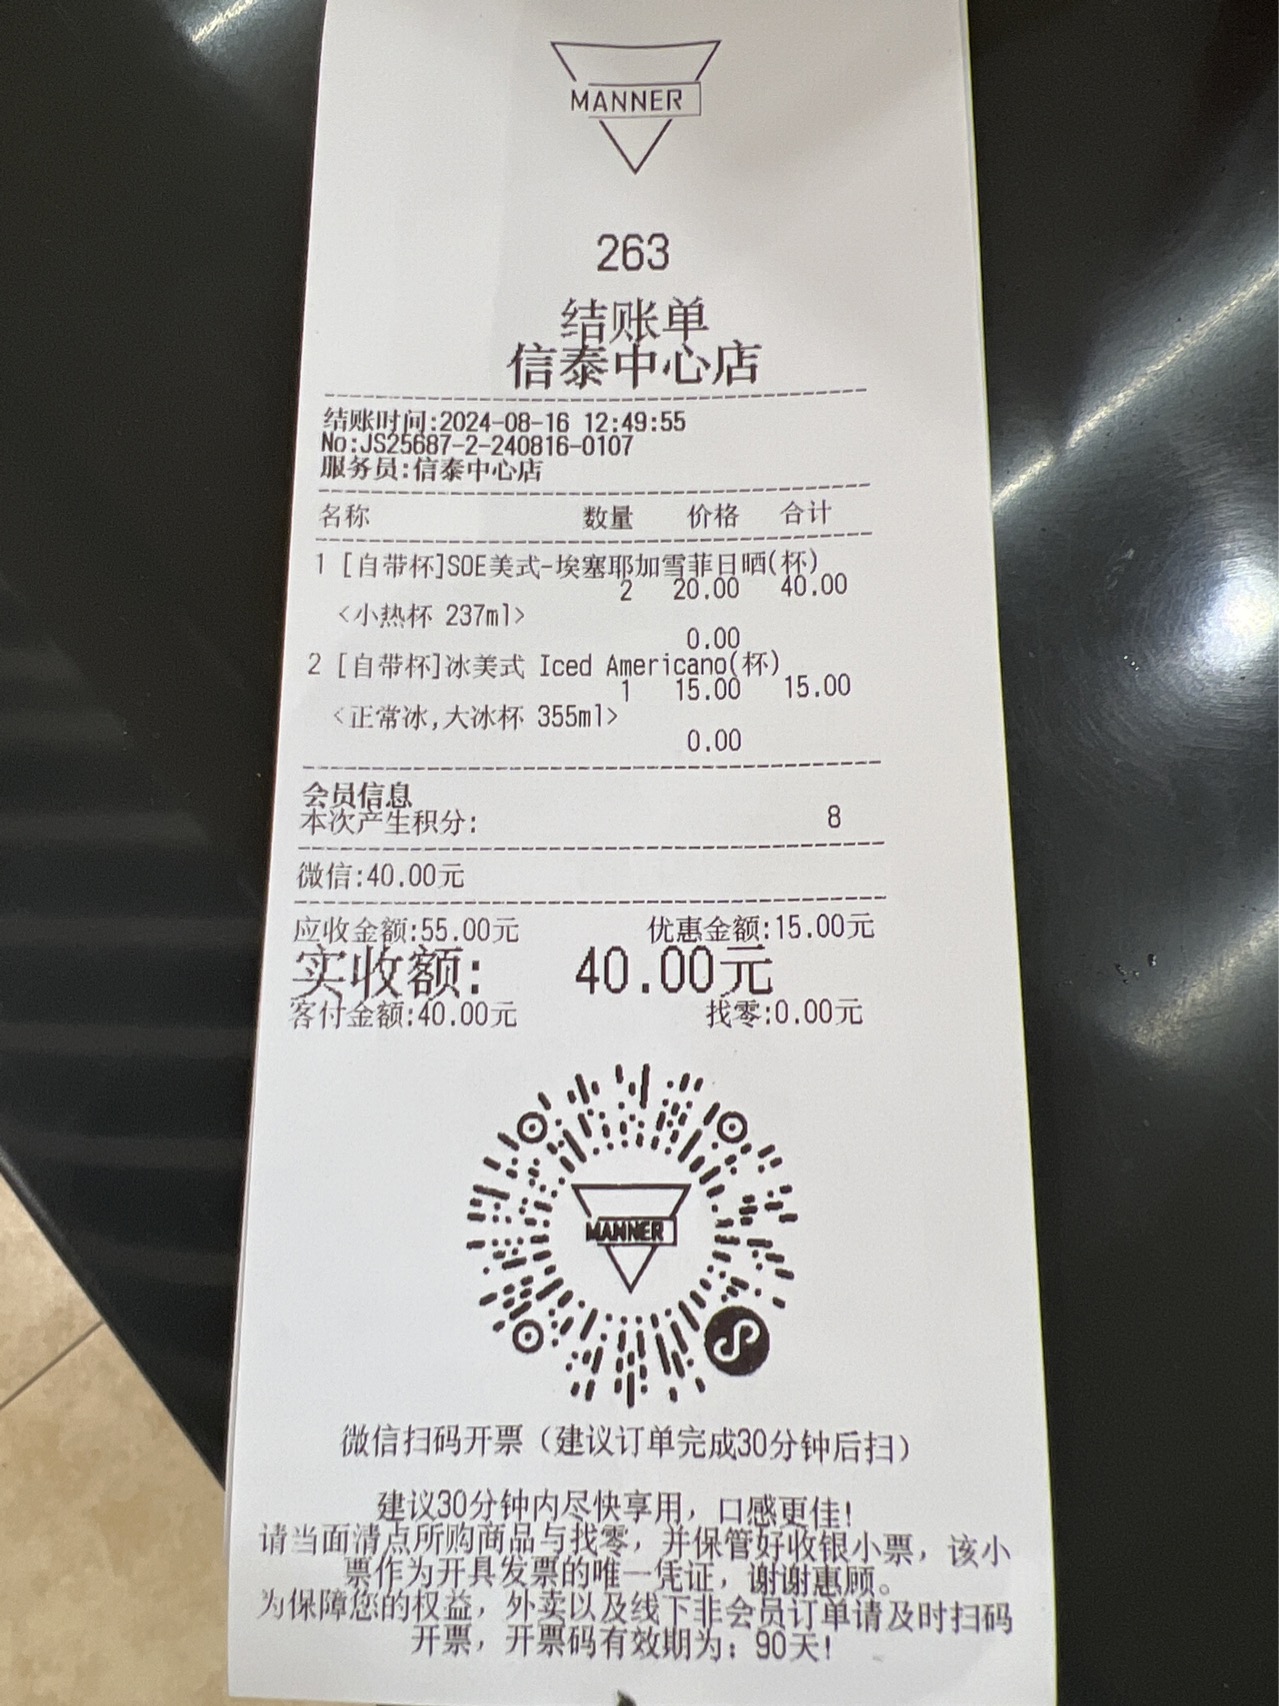 MANNER
263
结账单
信泰中心店
结账时间:2024-08-16 12:49:55
No:JS25687-2-240816-0107
服务员:信泰中心店
名称 数量 价格 合计
1 [自带杯]SOE美式-埃塞耶加雪菲日晒(杯)
2 20.00 40.00
<小热杯 237ml>
0.00
2 [自带杯]冰美式 Iced Americano(杯)
1 15.00 15.00
<正常冰,大冰杯 355ml>
0.00
会员信息
本次产生积分: 8
微信:40.00元
应收金额:55.00元 优惠金额:15.00元
实收额: 40.00元
客付金额:40.00元 找零:0.00元
MANNER
微信扫码开票（建议订单完成30分钟后扫）
建议30分钟内尽快享用，口感更佳!
请当面清点所购商品与找零，并保管好收银小票，该小
票作为开具发票的唯一凭证，谢谢惠顾。
为保障您的权益，外卖以及线下非会员订单请及时扫码
开票，开票码有效期为：90天!